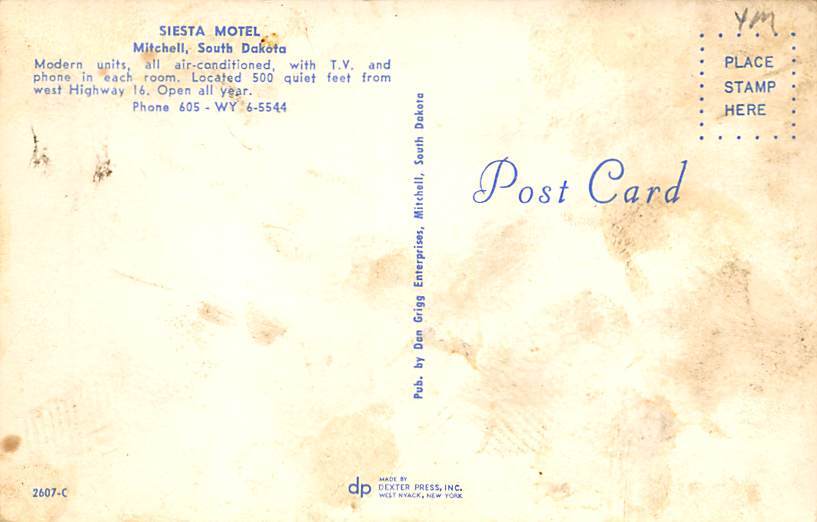 SIESTA MOTEL
Mitchell, South Dakota
Modern units, all air-conditioned, with T.V. and
phone in each room. Located 500 quiet feet from
west Highway 16. Open all year.
Phone 605 - WY 6-5544
PLACE
STAMP
HERE
Post Card
Pub. by Dan Grigg Enterprises, Mitchell, South Dakota
2607-C
dp
MADE BY
DEXTER PRESS, INC.
WEST NYACK, NEW YORK